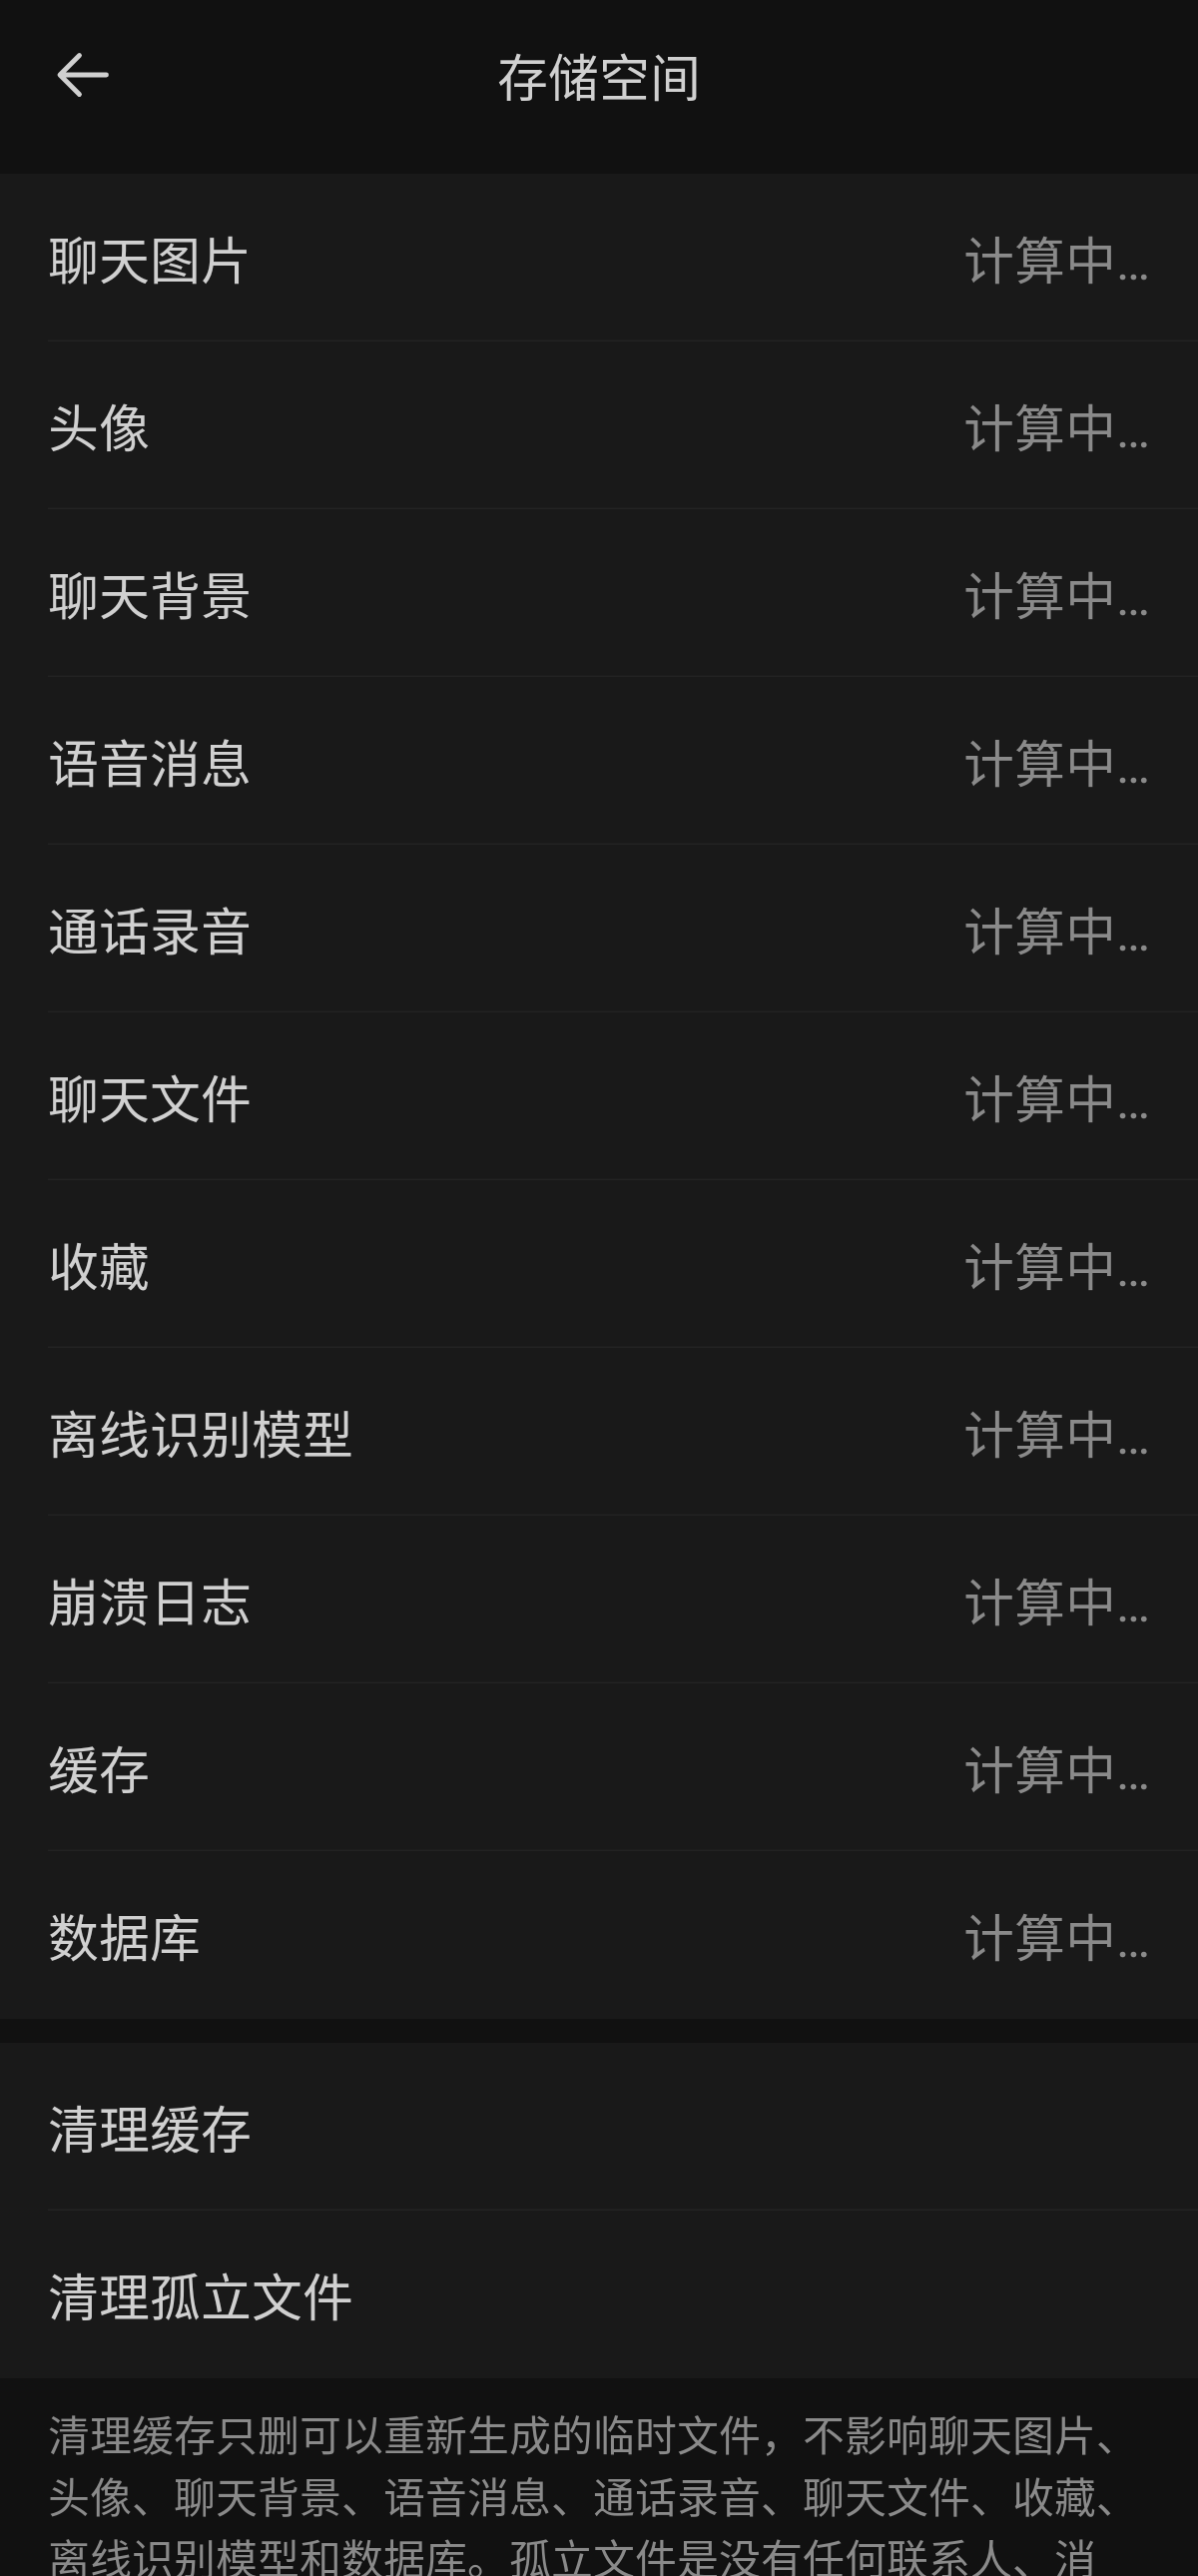 存储空间
聊天图片 计算中...
头像 计算中...
聊天背景 计算中...
语音消息 计算中...
通话录音 计算中...
聊天文件 计算中...
收藏 计算中...
离线识别模型 计算中...
崩溃日志 计算中...
缓存 计算中...
数据库 计算中...
清理缓存
清理孤立文件
清理缓存只删可以重新生成的临时文件，不影响聊天图片、
头像、聊天背景、语音消息、通话录音、聊天文件、收藏、
离线识别模型和数据库。孤立文件是没有任何联系人、消